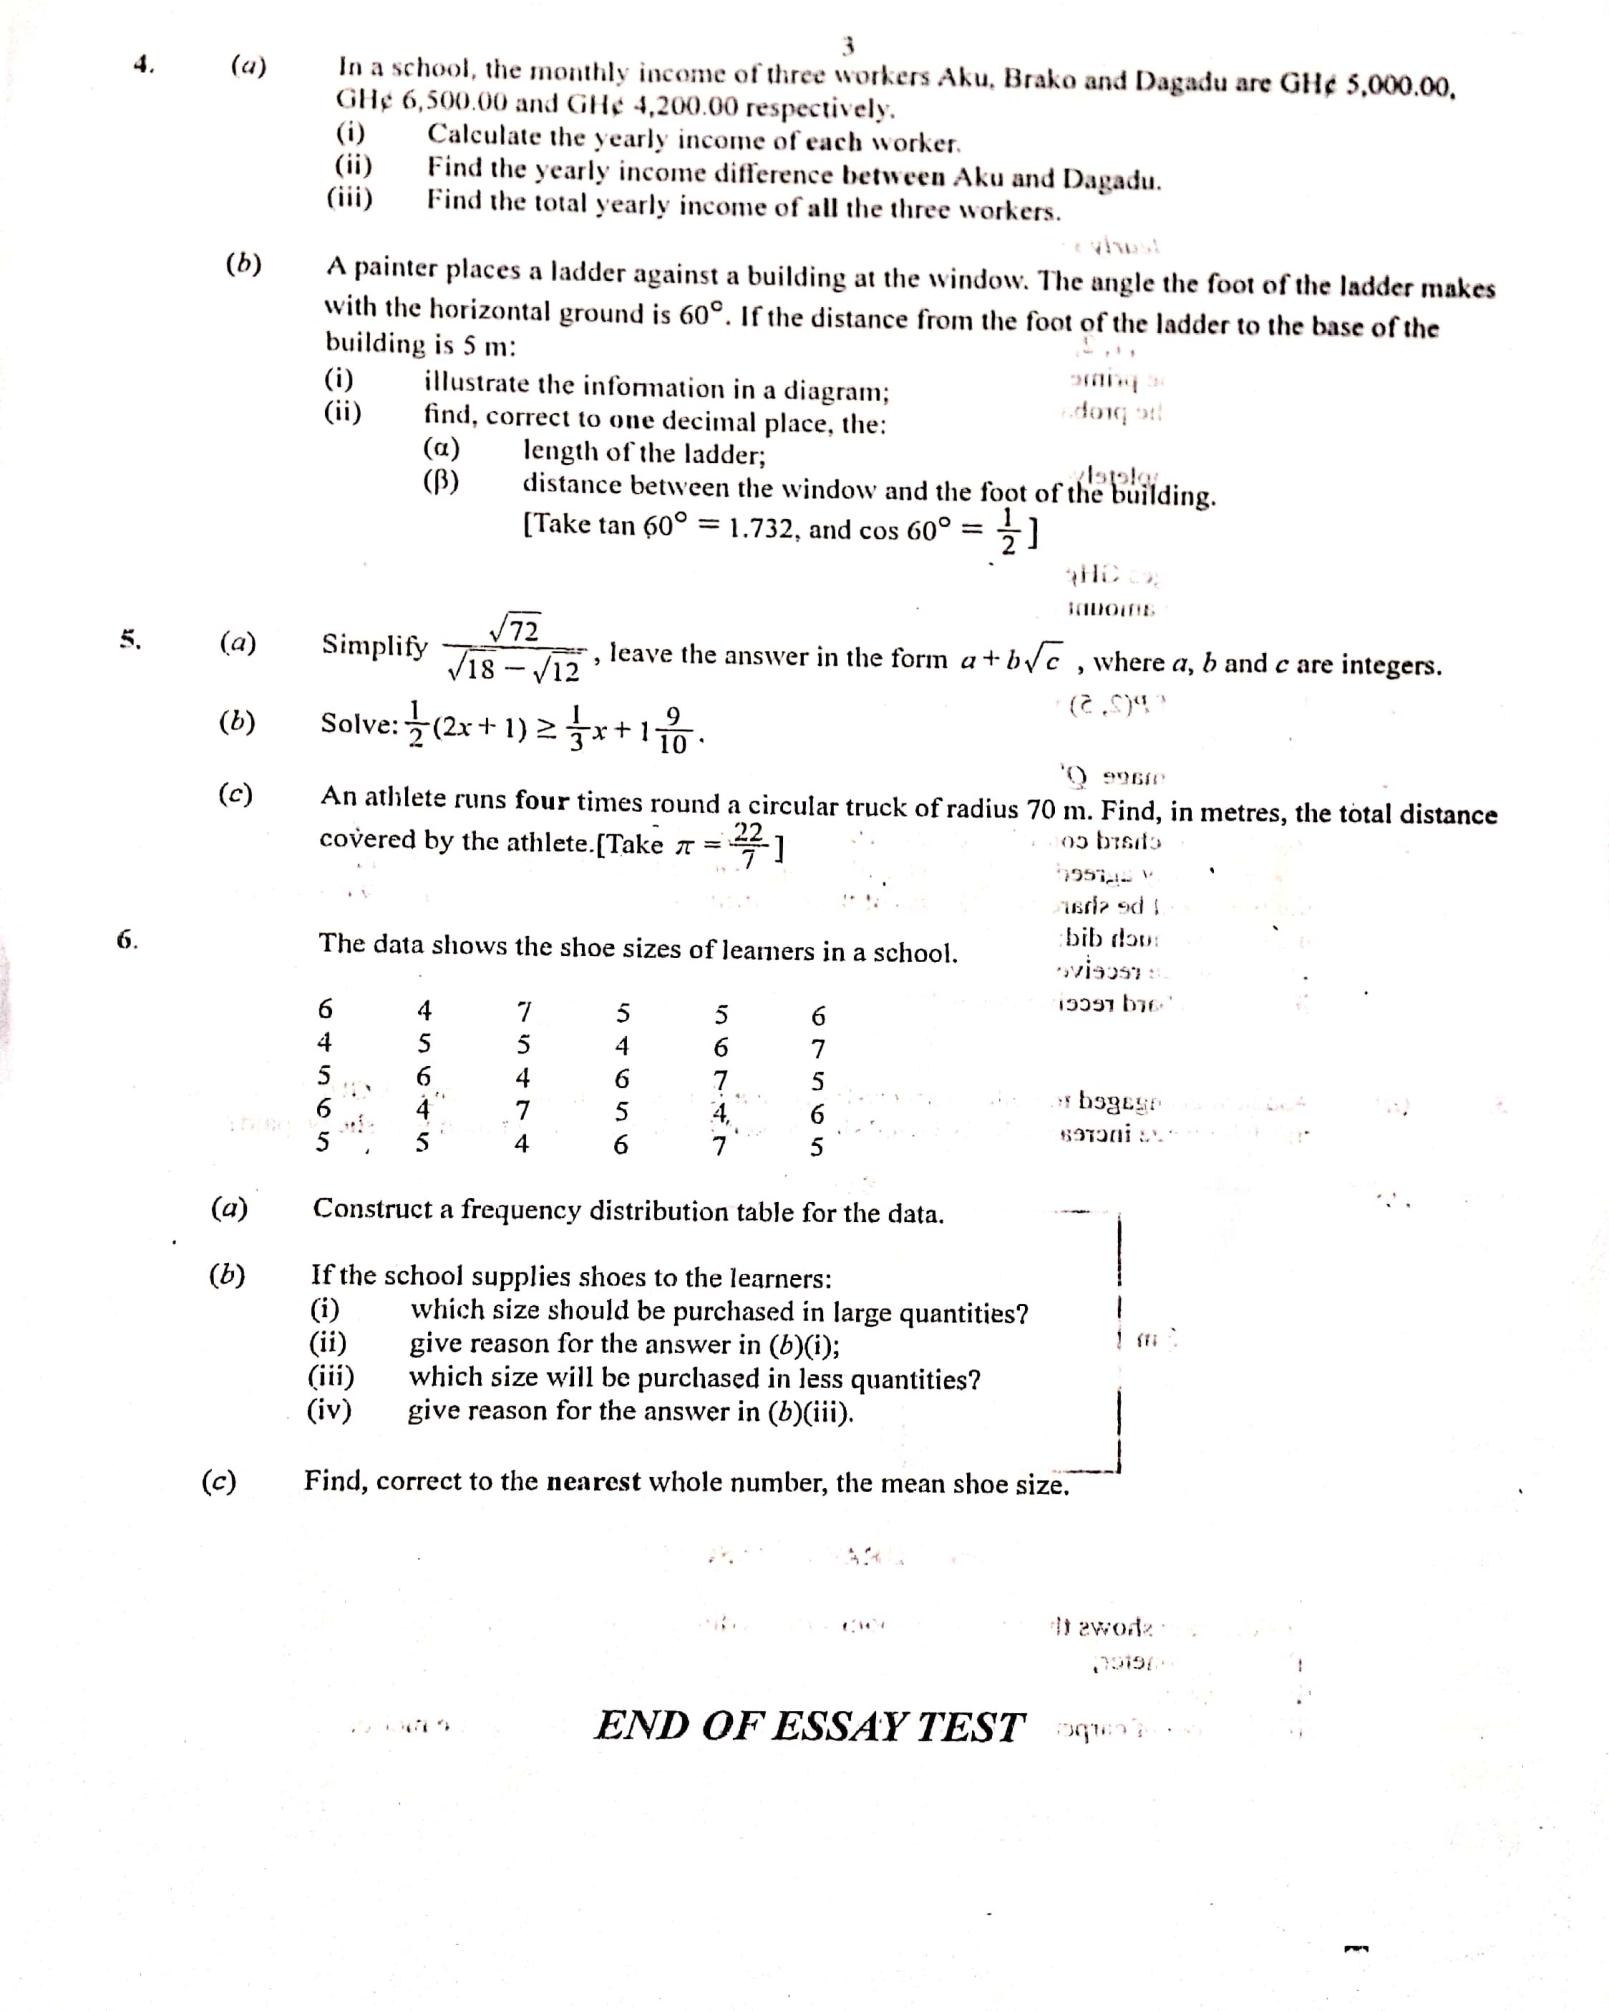 3
4. (a) In a school, the monthly income of three workers Aku, Brako and Dagadu are GH¢ 5,000.00,
GH¢ 6,500.00 and GH¢ 4,200.00 respectively.
(i) Calculate the yearly income of each worker.
(ii) Find the yearly income difference between Aku and Dagadu.
(iii) Find the total yearly income of all the three workers.
(b) A painter places a ladder against a building at the window. The angle the foot of the ladder makes
with the horizontal ground is 60°. If the distance from the foot of the ladder to the base of the
building is 5 m:
(i) illustrate the information in a diagram;
(ii) find, correct to one decimal place, the:
(α) length of the ladder;
(β) distance between the window and the foot of the building.
[Take tan 60° = 1.732, and cos 60° = 1/2]
5. (a) Simplify √72 / (√18 − √12), leave the answer in the form a + b√c , where a, b and c are integers.
(b) Solve: 1/2(2x + 1) ≥ 1/3x + 1 9/10.
(c) An athlete runs four times round a circular truck of radius 70 m. Find, in metres, the total distance
covered by the athlete.[Take π = 22/7]
6. The data shows the shoe sizes of learners in a school.
6 4 7 5 5 6
4 5 5 4 6 7
5 6 4 6 7 5
6 4 7 5 4 6
5 5 4 6 7 5
(a) Construct a frequency distribution table for the data.
(b) If the school supplies shoes to the learners:
(i) which size should be purchased in large quantities?
(ii) give reason for the answer in (b)(i);
(iii) which size will be purchased in less quantities?
(iv) give reason for the answer in (b)(iii).
(c) Find, correct to the nearest whole number, the mean shoe size.
END OF ESSAY TEST